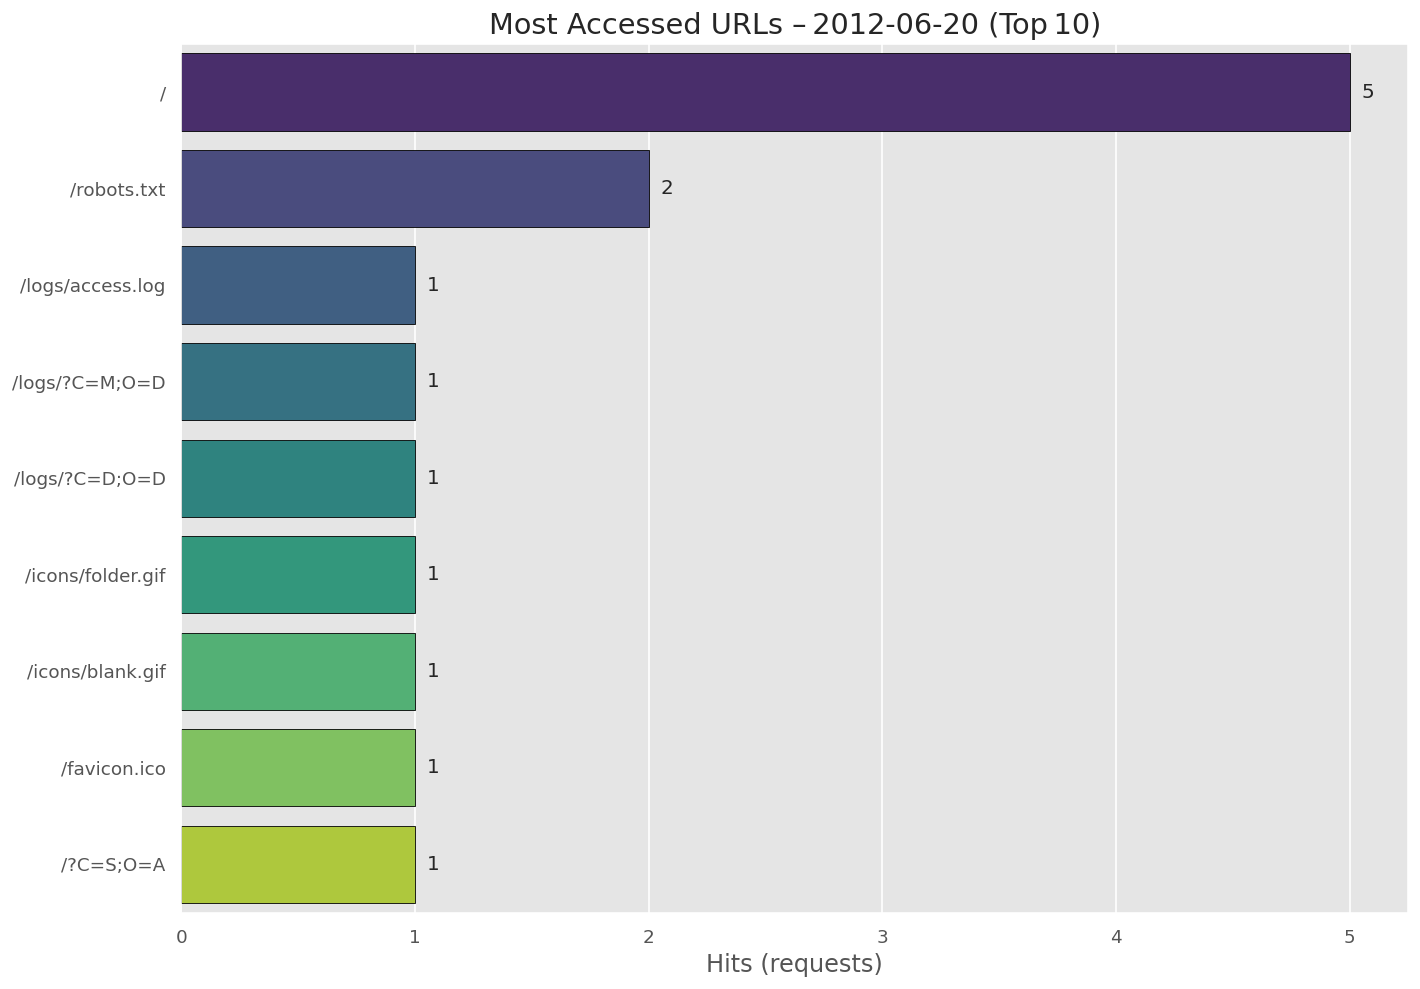 Most Accessed URLs – 2012-06-20 (Top 10)
/
5
/robots.txt
2
/logs/access.log
1
/logs/?C=M;O=D
1
/logs/?C=D;O=D
1
/icons/folder.gif
1
/icons/blank.gif
1
/favicon.ico
1
/?C=S;O=A
1
0 1 2 3 4 5
Hits (requests)